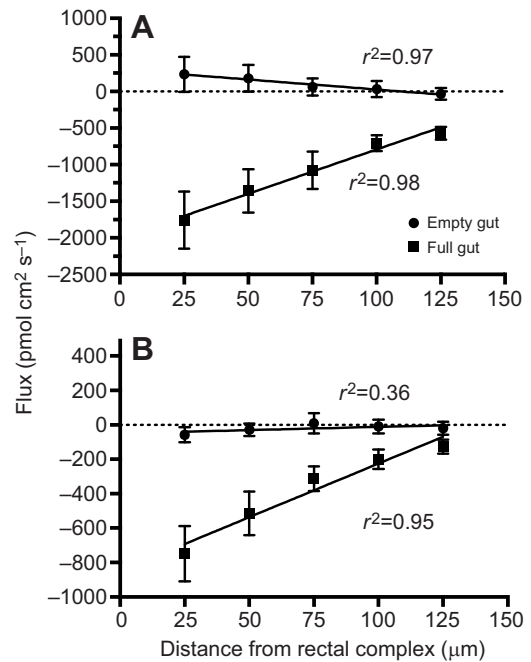 A
1000
500
0
–500
–1000
–1500
–2000
–2500
r²=0.97
r²=0.98
Empty gut
Full gut
0 25 50 75 100 125 150
Flux (pmol cm² s⁻¹)
B
400
200
0
–200
–400
–600
–800
–1000
r²=0.36
r²=0.95
0 25 50 75 100 125 150
Distance from rectal complex (μm)